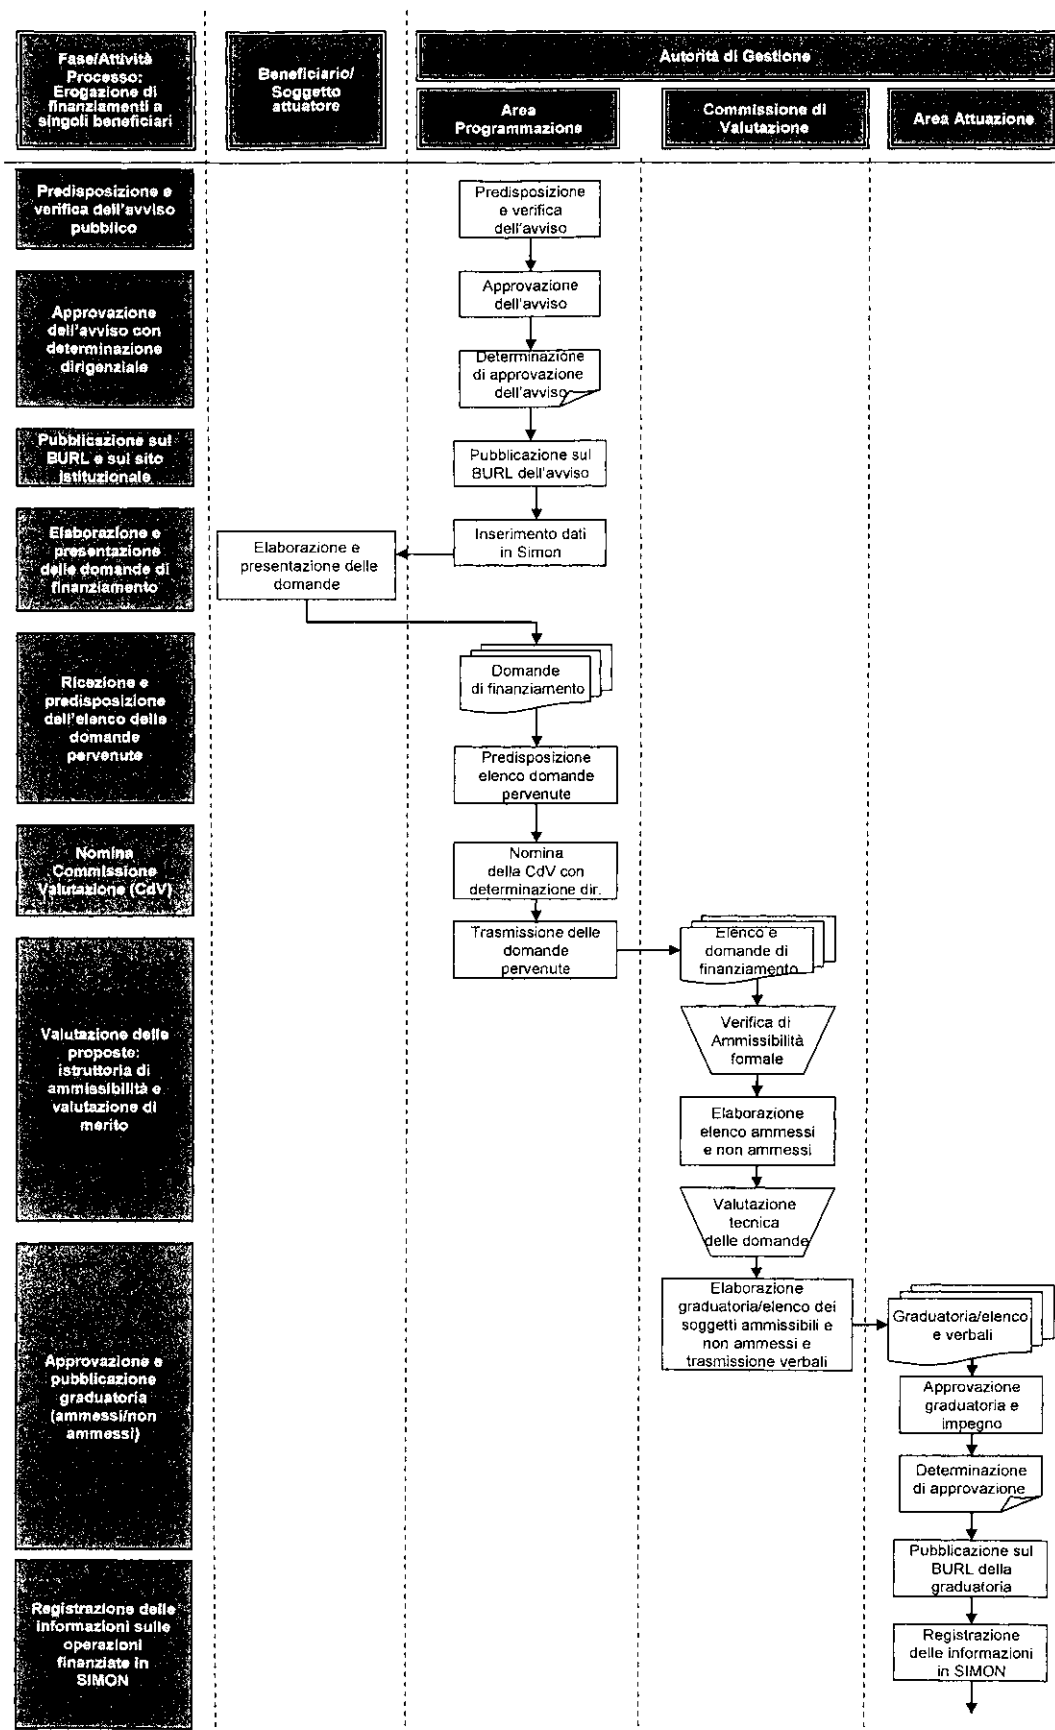 Fase/Attività
Processo:
Erogazione di
finanziamenti a
singoli beneficiari
Beneficiario/
Soggetto
attuatore
Autorità di Gestione
Area
Programmazione
Commissione di
Valutazione
Area Attuazione
Predisposizione e
verifica dell'avviso
pubblico
Predisposizione
e verifica
dell'avviso
Approvazione
dell'avviso con
determinazione
dirigenziale
Approvazione
dell'avviso
Determinazione
di approvazione
dell'avviso
Pubblicazione sul
BURL e sul sito
istituzionale
Pubblicazione sul
BURL dell'avviso
Elaborazione e
presentazione
delle domande di
finanziamento
Elaborazione e
presentazione delle
domande
Inserimento dati
in Simon
Ricezione e
predisposizione
dell'elenco delle
domande
pervenute
Domande
di finanziamento
Predisposizione
elenco domande
pervenute
Nomina
Commissione
Valutazione (CdV)
Nomina
della CdV con
determinazione dir.
Trasmissione delle
domande
pervenute
Elenco e
domande di
finanziamento
Valutazione delle
proposte:
istruttoria di
ammissibilità e
valutazione di
merito
Verifica di
Ammissibilità
formale
Elaborazione
elenco ammessi
e non ammessi
Valutazione
tecnica
delle domande
Elaborazione
graduatoria/elenco dei
soggetti ammissibili e
non ammessi e
trasmissione verbali
Graduatoria/elenco
e verbali
Approvazione e
pubblicazione
graduatoria
(ammessi/non
ammessi)
Approvazione
graduatoria e
impegno
Determinazione
di approvazione
Pubblicazione sul
BURL della
graduatoria
Registrazione delle
informazioni sulle
operazioni
finanziate in
SIMON
Registrazione
delle informazioni
in SIMON